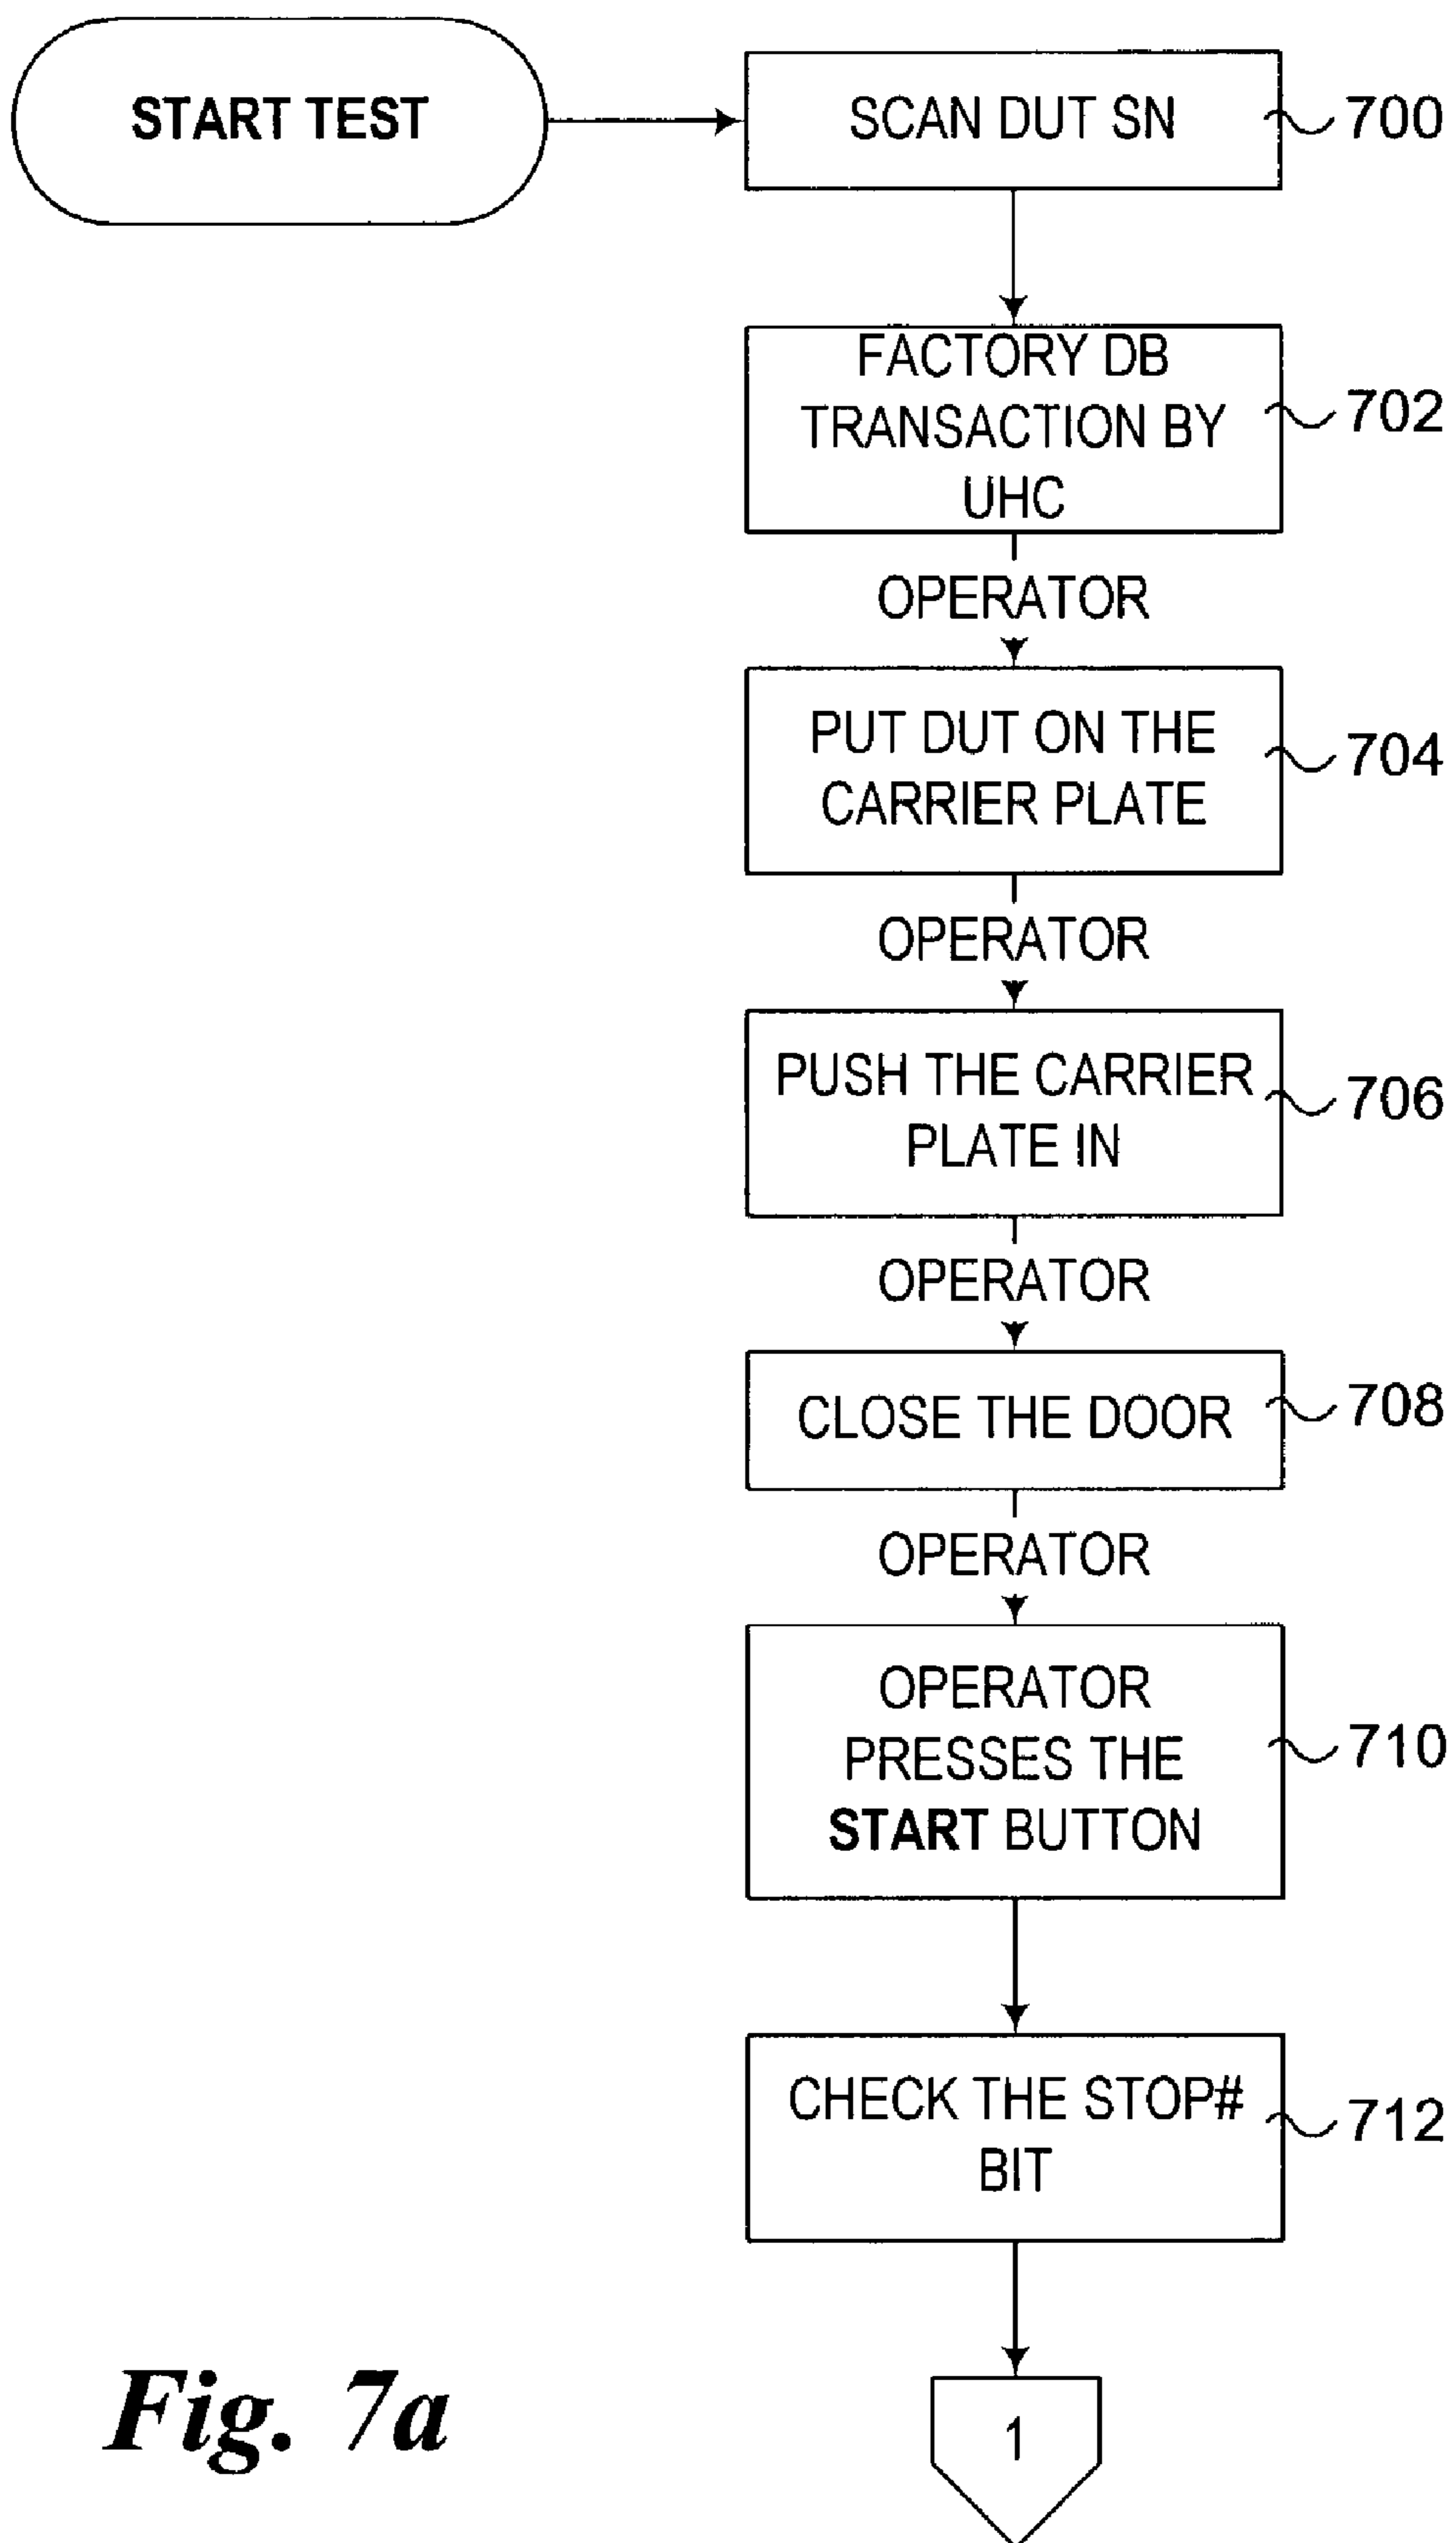 START TEST
SCAN DUT SN
700
FACTORY DB
TRANSACTION BY
UHC
702
OPERATOR
PUT DUT ON THE
CARRIER PLATE
704
OPERATOR
PUSH THE CARRIER
PLATE IN
706
OPERATOR
CLOSE THE DOOR
708
OPERATOR
OPERATOR
PRESSES THE
START BUTTON
710
CHECK THE STOP#
BIT
712
1
Fig. 7a